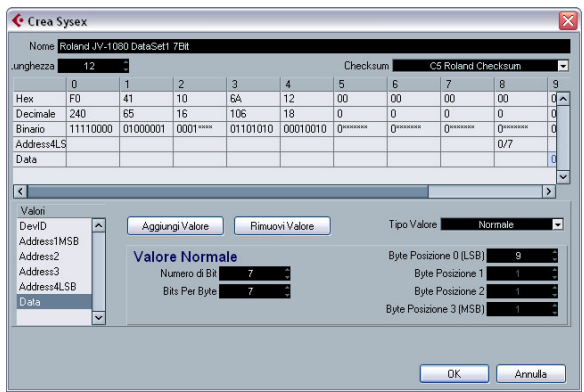 Crea Sysex
Nome Roland JV-1080 DataSet1 7Bit
.unghezza 12 Checksum C5 Roland Checksum
0 1 2 3 4 5 6 7 8 9
Hex F0 41 10 6A 12 00 00 00 00 0
Decimale 240 65 16 106 18 0 0 0 0 0
Binario 11110000 01000001 0001**** 01101010 00010010 0******* 0******* 0******* 0******* 0
Address4LS 0/7
Data 0
Valori
DevID
Address1MSB
Address2
Address3
Address4LSB
Data
Aggiungi Valore Rimuovi Valore Tipo Valore Normale
Valore Normale
Numero di Bit 7
Bits Per Byte 7
Byte Posizione 0 (LSB) 9
Byte Posizione 1 1
Byte Posizione 2 1
Byte Posizione 3 (MSB) 1
OK Annulla